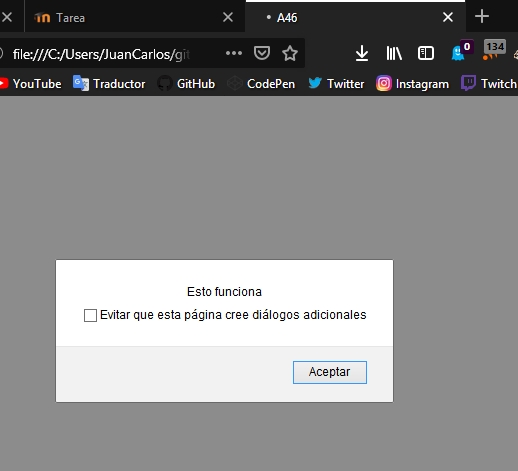 Tarea
A46
file:///C:/Users/JuanCarlos/git
0
134
YouTube
Traductor
GitHub
CodePen
Twitter
Instagram
Twitch
Esto funciona
Evitar que esta página cree diálogos adicionales
Aceptar